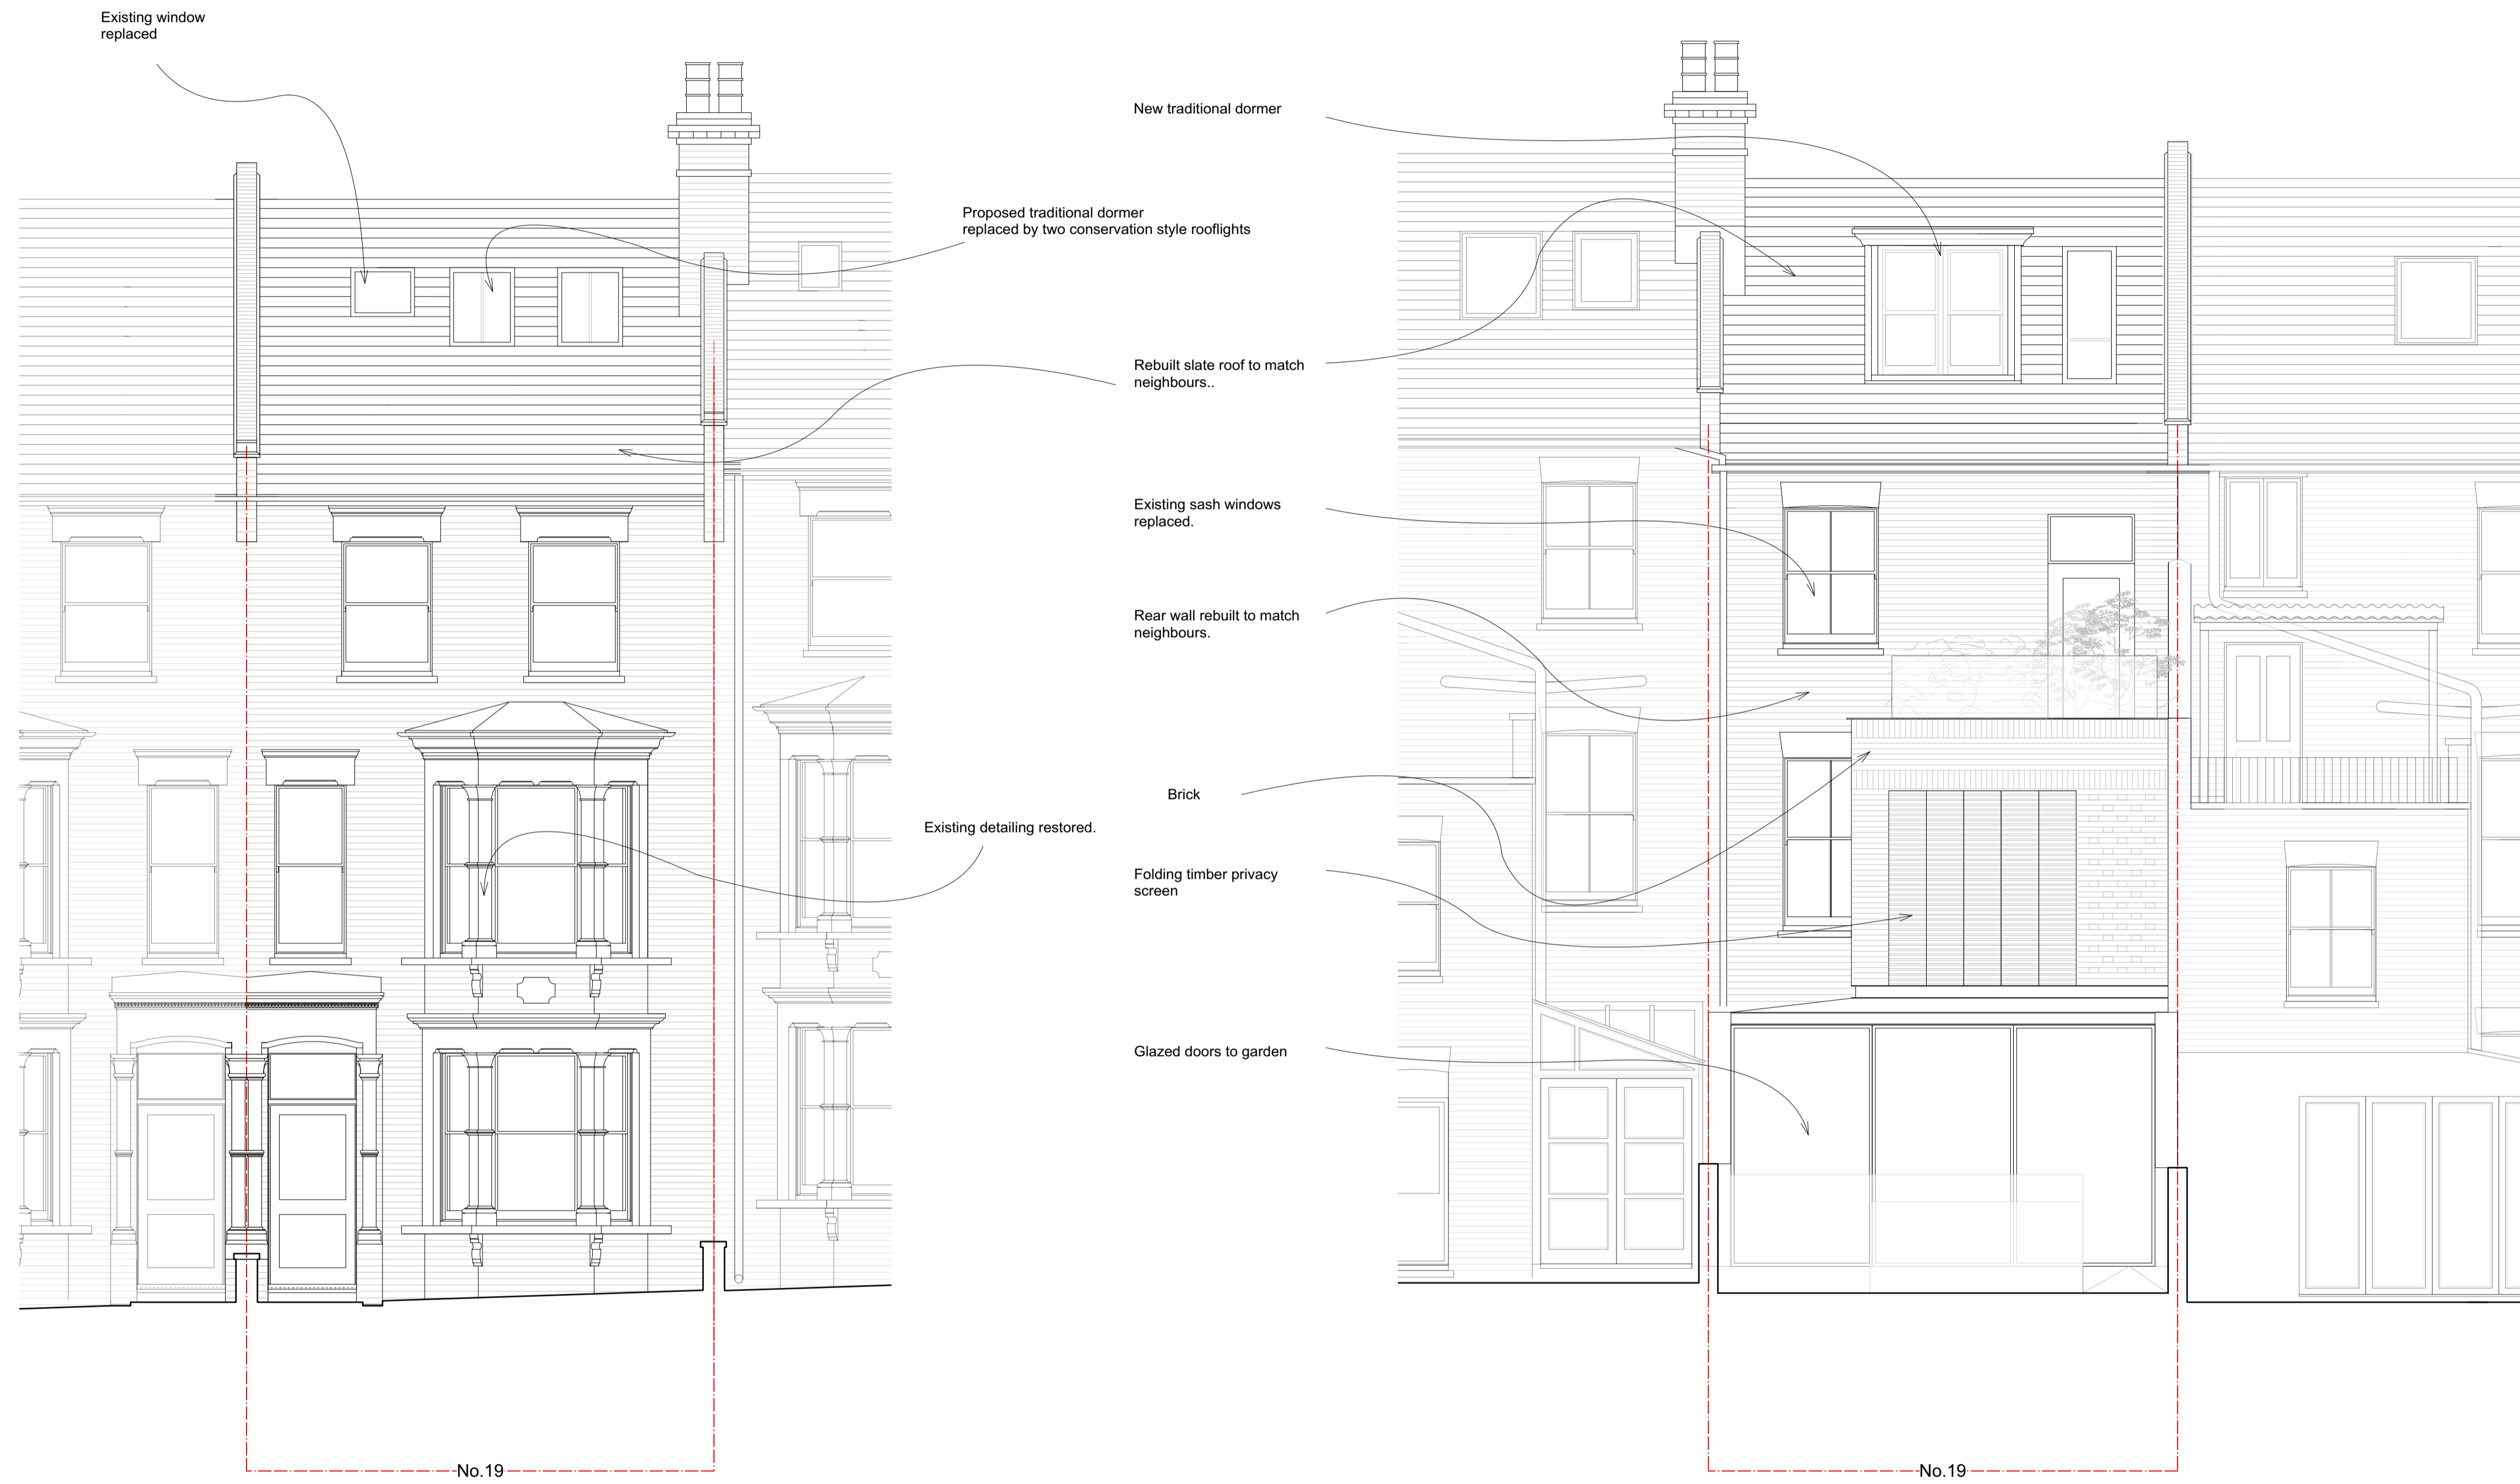 Existing window
replaced
New traditional dormer
Proposed traditional dormer
replaced by two conservation style rooflights
Rebuilt slate roof to match
neighbours..
Existing sash windows
replaced.
Rear wall rebuilt to match
neighbours.
Brick
Existing detailing restored.
Folding timber privacy
screen
Glazed doors to garden
No.19
No.19